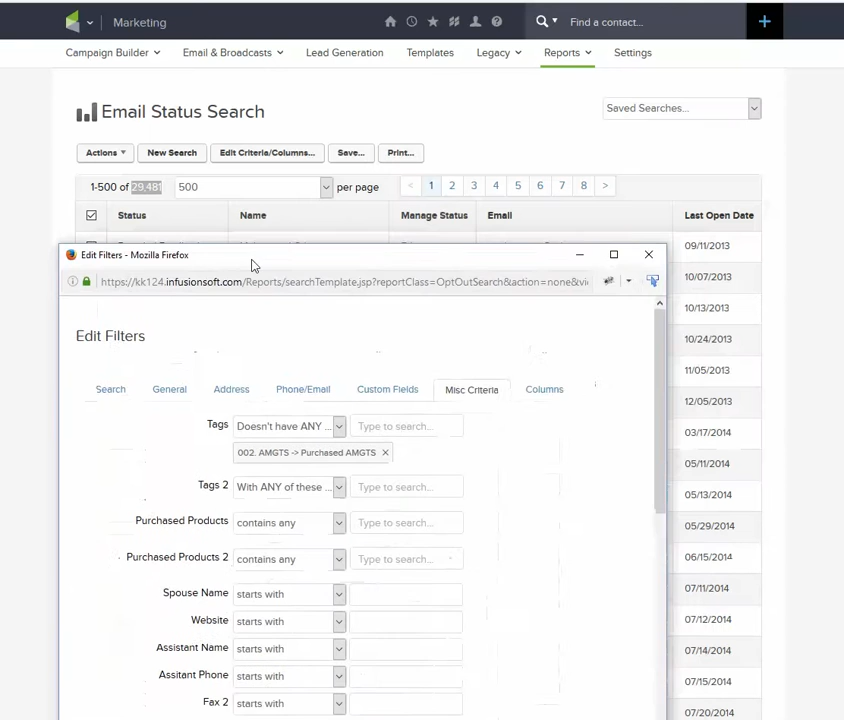 Marketing
Find a contact...
Campaign Builder Email & Broadcasts Lead Generation Templates Legacy Reports Settings
Email Status Search
Saved Searches...
Actions New Search Edit Criteria/Columns... Save... Print...
1-500 of 29,481 500 per page < 1 2 3 4 5 6 7 8 >
Status Name Manage Status Email Last Open Date
09/11/2013
Edit Filters - Mozilla Firefox
10/07/2013
https://kk124.infusionsoft.com/Reports/searchTemplate.jsp?reportClass=OptOutSearch&action=none&vi
10/13/2013
Edit Filters
10/24/2013
11/05/2013
Search General Address Phone/Email Custom Fields Misc Criteria Columns
12/05/2013
Tags Doesn't have ANY ... Type to search...
03/17/2014
002. AMGTS -> Purchased AMGTS ×
05/11/2014
Tags 2 With ANY of these ... Type to search...
05/13/2014
Purchased Products contains any Type to search...
05/29/2014
Purchased Products 2 contains any Type to search...
06/15/2014
Spouse Name starts with
07/11/2014
Website starts with
07/12/2014
Assistant Name starts with
07/14/2014
Assitant Phone starts with
07/15/2014
Fax 2 starts with
07/20/2014